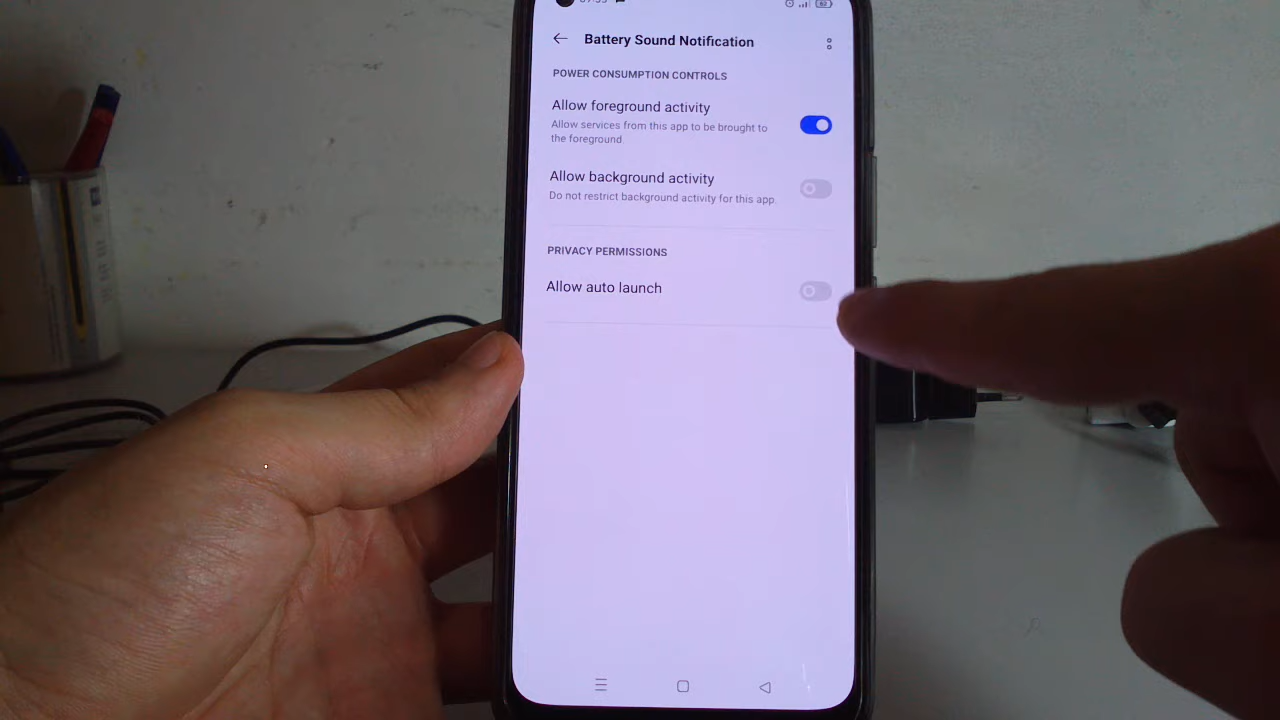 Battery Sound Notification
POWER CONSUMPTION CONTROLS
Allow foreground activity
Allow services from this app to be brought to
the foreground.
Allow background activity
Do not restrict background activity for this app.
PRIVACY PERMISSIONS
Allow auto launch